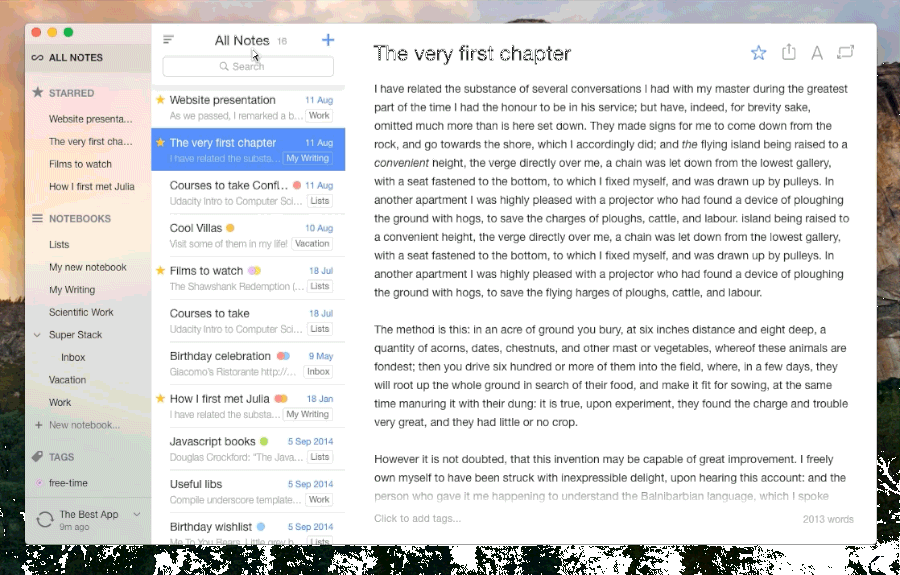 ALL NOTES
STARRED
Website presenta...
The very first cha...
Films to watch
How I first met Julia
NOTEBOOKS
Lists
My new notebook
My Writing
Scientific Work
Super Stack
Inbox
Vacation
Work
+ New notebook...
TAGS
free-time
The Best App
9m ago
All Notes 16
+
Search
Website presentation 11 Aug
As we passed, I remarked a b... Work
The very first chapter 11 Aug
I have related the substa... My Writing
Courses to take Confi... 11 Aug
Udacity Intro to Computer Sci... Lists
Cool Villas 10 Aug
Visit some of them in my life! Vacation
Films to watch 18 Jul
The Shawshank Redemption (... Lists
Courses to take 18 Jul
Udacity Intro to Computer Sci... Lists
Birthday celebration 9 May
Giacomo's Ristorante http://... Inbox
How I first met Julia 18 Jan
I have related the substa... My Writing
Javascript books 5 Sep 2014
Douglas Crockford: "The Java... Lists
Useful libs 5 Sep 2014
Compile underscore template... Work
Birthday wishlist 5 Sep 2014
Me To You Bears, Little grey b... Lists
The very first chapter
A
I have related the substance of several conversations I had with my master during the greatest
part of the time I had the honour to be in his service; but have, indeed, for brevity sake,
omitted much more than is here set down. They made signs for me to come down from the
rock, and go towards the shore, which I accordingly did; and the flying island being raised to a
convenient height, the verge directly over me, a chain was let down from the lowest gallery,
with a seat fastened to the bottom, to which I fixed myself, and was drawn up by pulleys. In
another apartment I was highly pleased with a projector who had found a device of ploughing
the ground with hogs, to save the charges of ploughs, cattle, and labour. island being raised to
a convenient height, the verge directly over me, a chain was let down from the lowest gallery,
with a seat fastened to the bottom, to which I fixed myself, and was drawn up by pulleys. In
another apartment I was highly pleased with a projector who had found a device of ploughing
the ground with hogs, to save the flying harges of ploughs, cattle, and labour.
The method is this: in an acre of ground you bury, at six inches distance and eight deep, a
quantity of acorns, dates, chestnuts, and other mast or vegetables, whereof these animals are
fondest; then you drive six hundred or more of them into the field, where, in a few days, they
will root up the whole ground in search of their food, and make it fit for sowing, at the same
time manuring it with their dung: it is true, upon experiment, they found the charge and trouble
very great, and they had little or no crop.
However it is not doubted, that this invention may be capable of great improvement. I freely
own myself to have been struck with inexpressible delight, upon hearing this account: and the
person who gave it me happening to understand the Balnibarbian language, which I spoke
Click to add tags... 2013 words